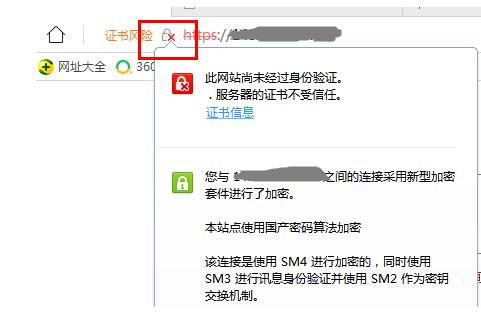 证书风险 https://
网址大全 360
此网站尚未经过身份验证。
. 服务器的证书不受信任。
证书信息
您与 之间的连接采用新型加密
套件进行了加密。
本站点使用国产密码算法加密
该连接是使用 SM4 进行加密的，同时使用
SM3 进行讯息身份验证并使用 SM2 作为密钥
交换机制。